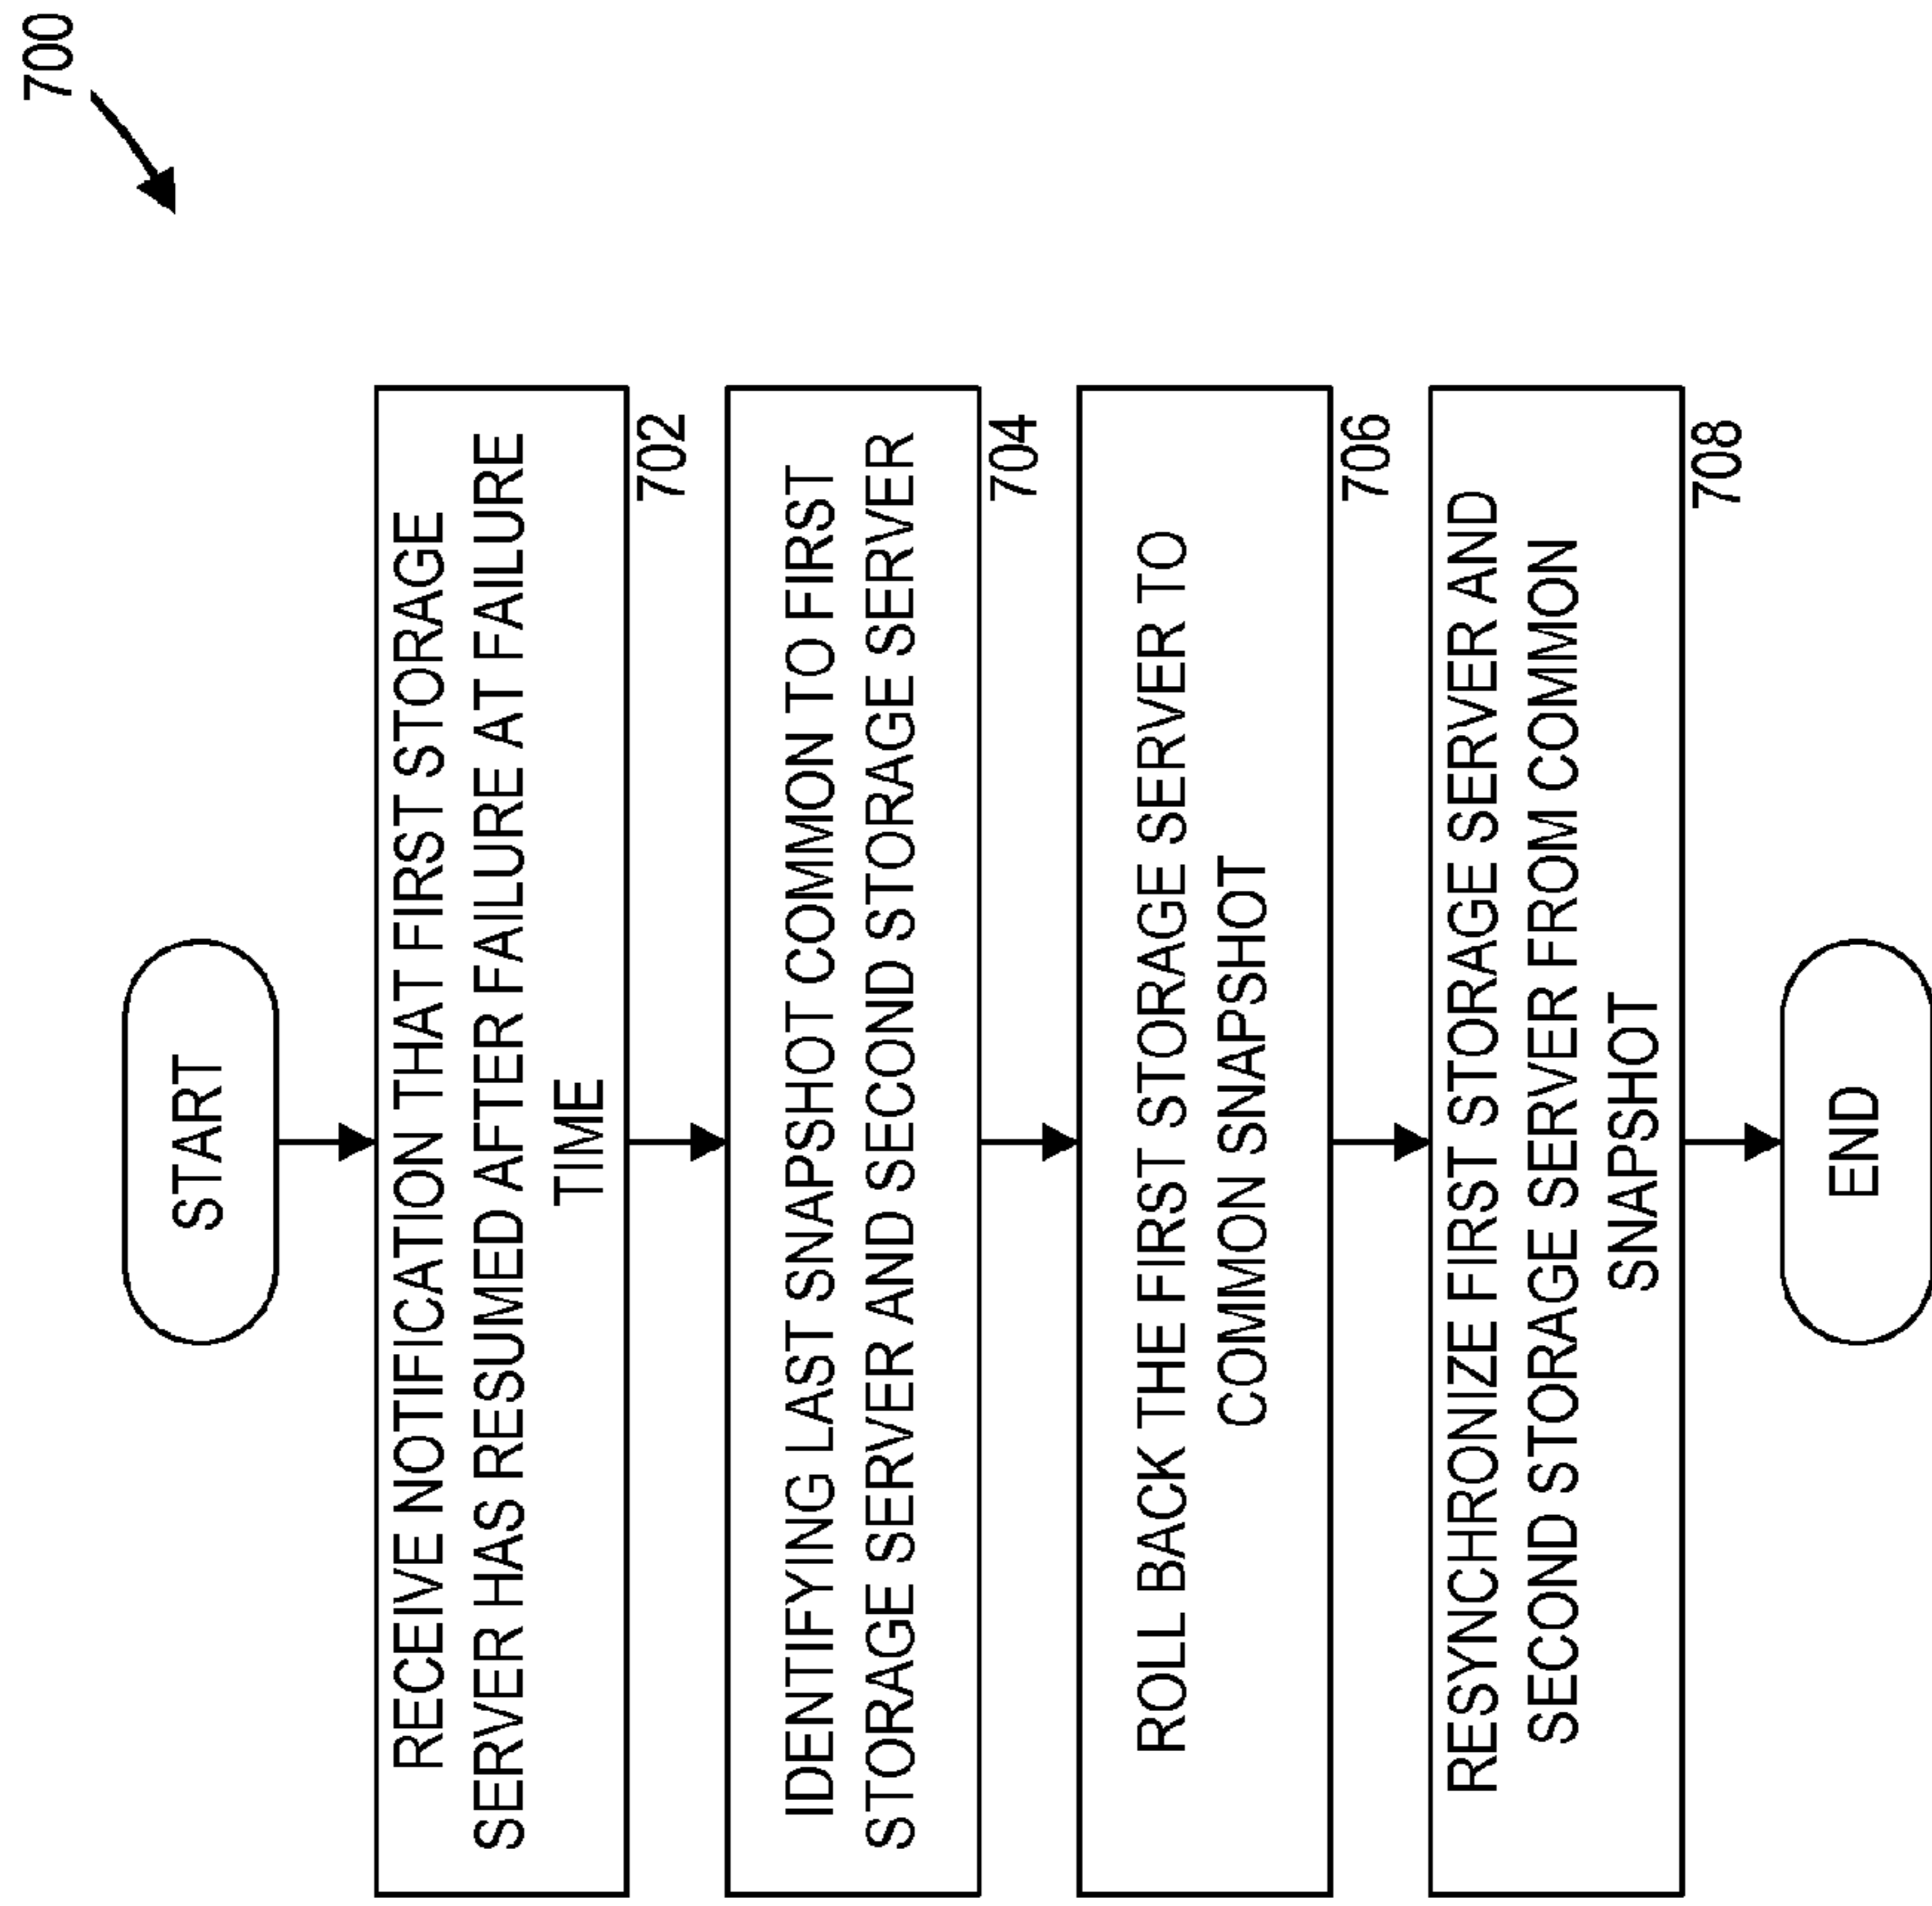 700
START
RECEIVE NOTIFICATION THAT FIRST STORAGE
SERVER HAS RESUMED AFTER FAILURE AT FAILURE
TIME
702
IDENTIFYING LAST SNAPSHOT COMMON TO FIRST
STORAGE SERVER AND SECOND STORAGE SERVER
704
ROLL BACK THE FIRST STORAGE SERVER TO
COMMON SNAPSHOT
706
RESYNCHRONIZE FIRST STORAGE SERVER AND
SECOND STORAGE SERVER FROM COMMON
SNAPSHOT
708
END